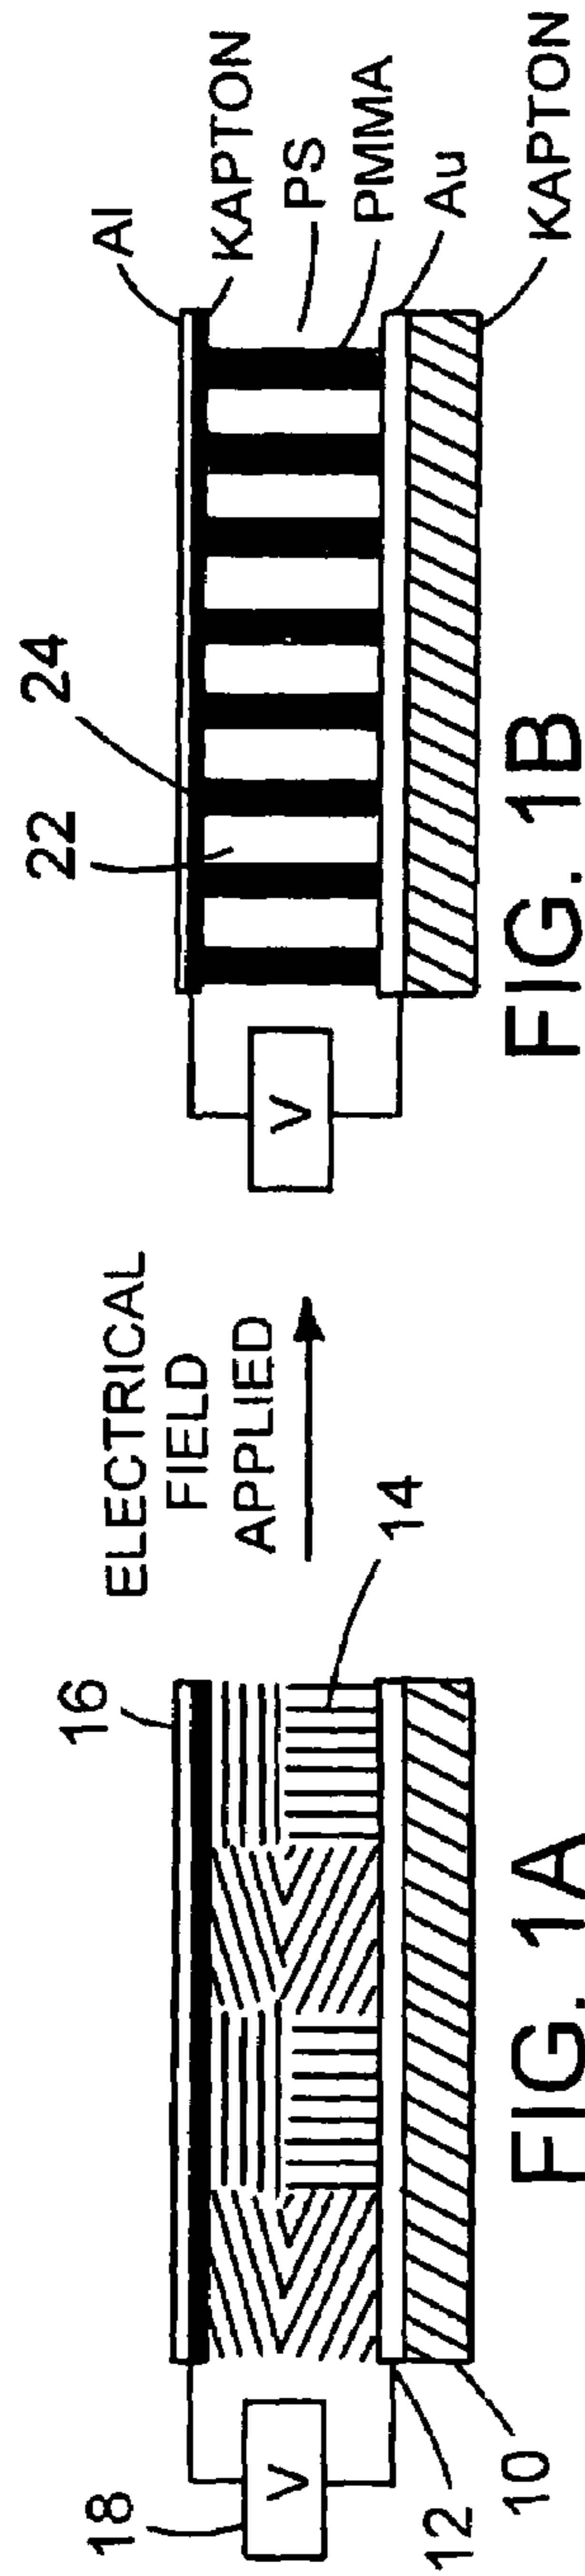 18
V
12
10
16
14
FIG. 1A
ELECTRICAL
FIELD
APPLIED
V
22
24
Al
KAPTON
PS
PMMA
Au
KAPTON
FIG. 1B